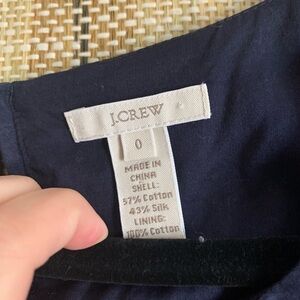 J.CREW
0
MADE IN
CHINA
SHELL:
57% Cotton
43% Silk
LINING:
100% Cotton